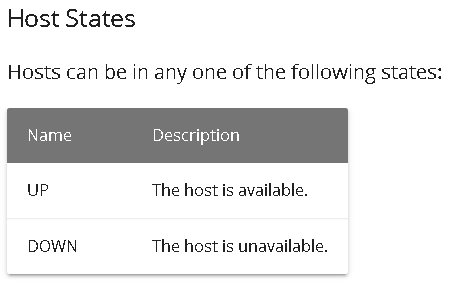 Host States
Hosts can be in any one of the following states:
Name Description
UP The host is available.
DOWN The host is unavailable.